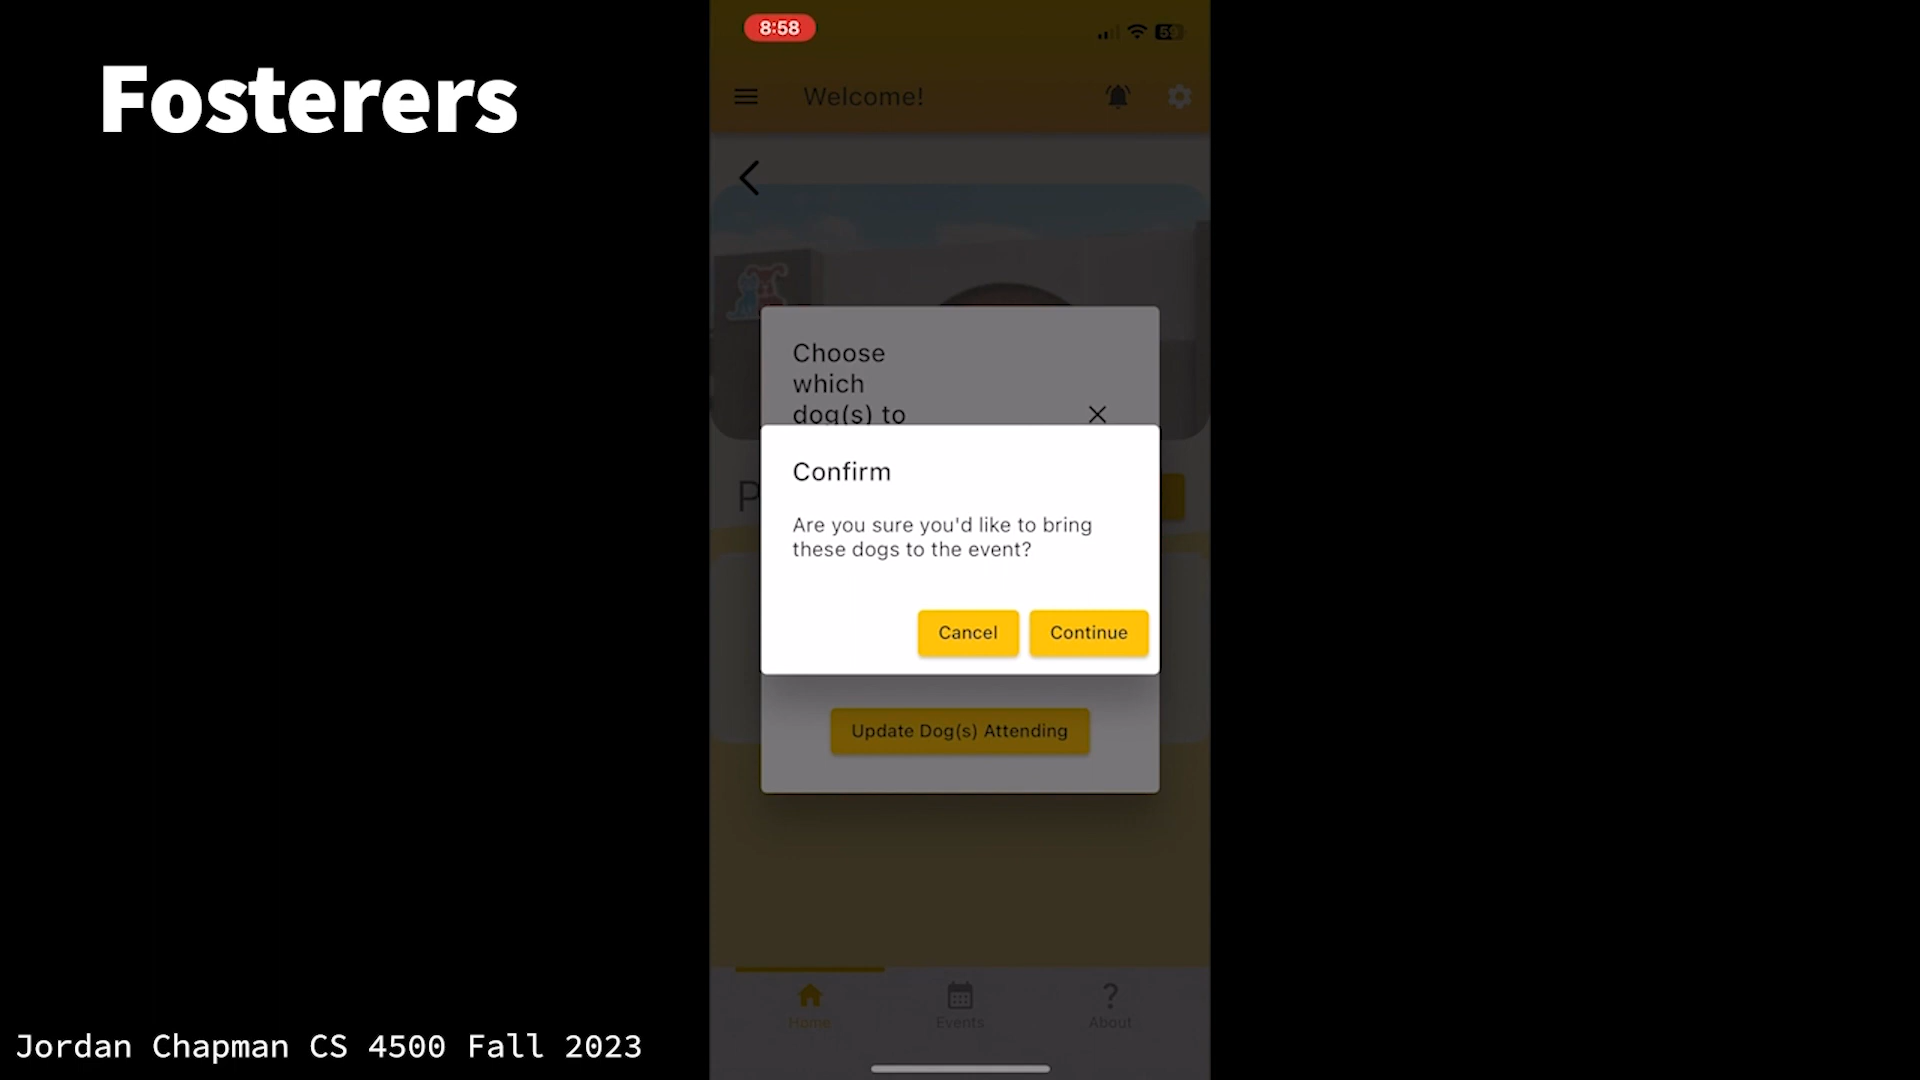 Fosterers
8:58
59
Welcome!
Choose
which
dog(s) to
P
Confirm
Are you sure you'd like to bring
these dogs to the event?
Cancel
Continue
Update Dog(s) Attending
Home
Events
About
Jordan Chapman CS 4500 Fall 2023